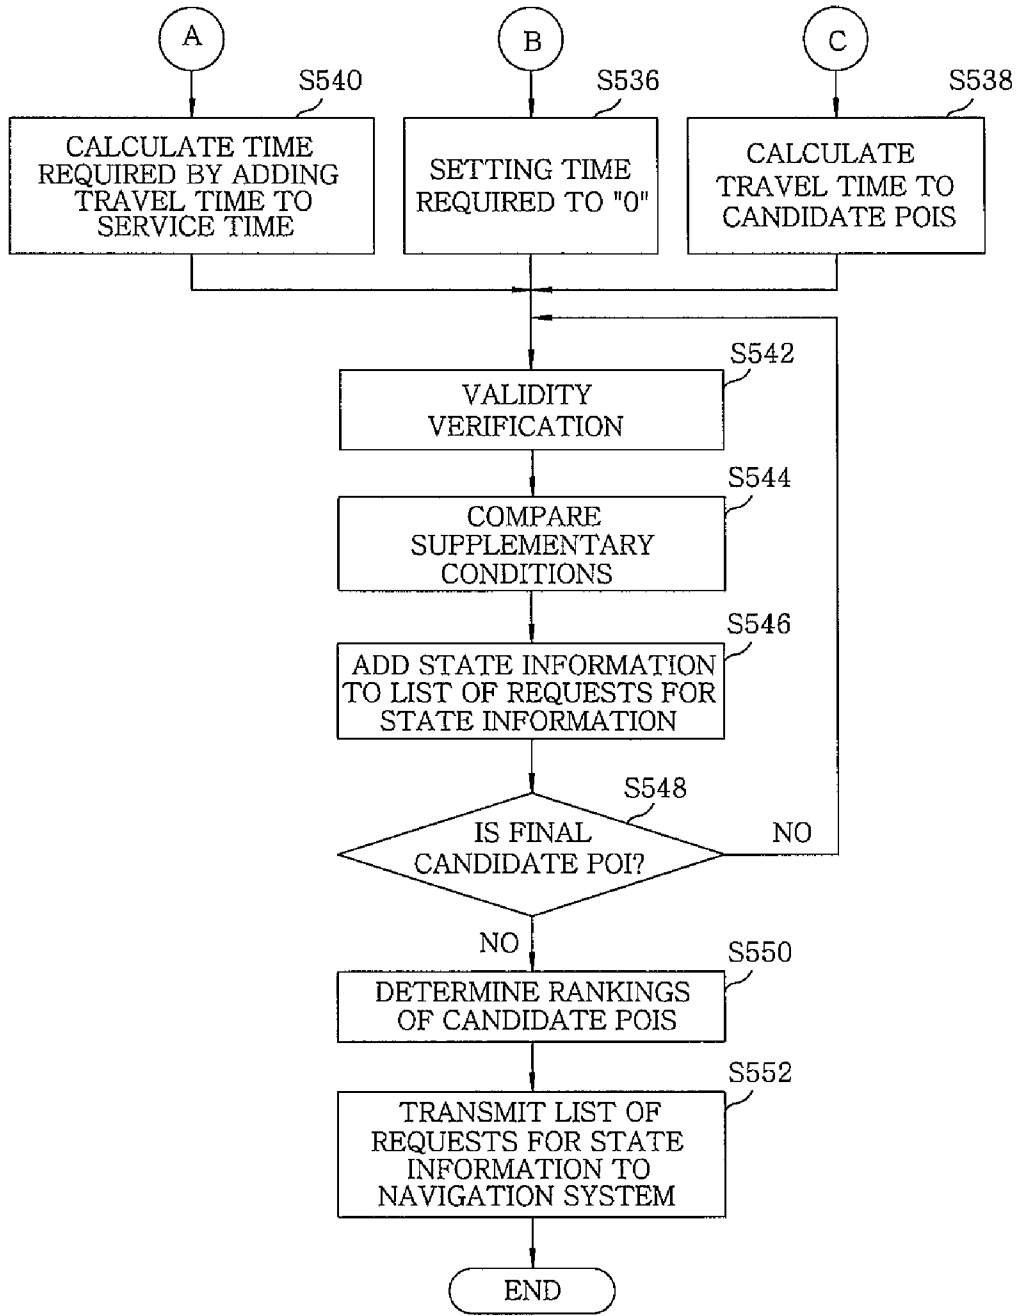 A
B
C
S540
S536
S538
CALCULATE TIME
REQUIRED BY ADDING
TRAVEL TIME TO
SERVICE TIME
SETTING TIME
REQUIRED TO "0"
CALCULATE
TRAVEL TIME TO
CANDIDATE POIS
S542
VALIDITY
VERIFICATION
S544
COMPARE
SUPPLEMENTARY
CONDITIONS
S546
ADD STATE INFORMATION
TO LIST OF REQUESTS FOR
STATE INFORMATION
S548
IS FINAL
CANDIDATE POI?
NO
NO
S550
DETERMINE RANKINGS
OF CANDIDATE POIS
S552
TRANSMIT LIST OF
REQUESTS FOR STATE
INFORMATION TO
NAVIGATION SYSTEM
END